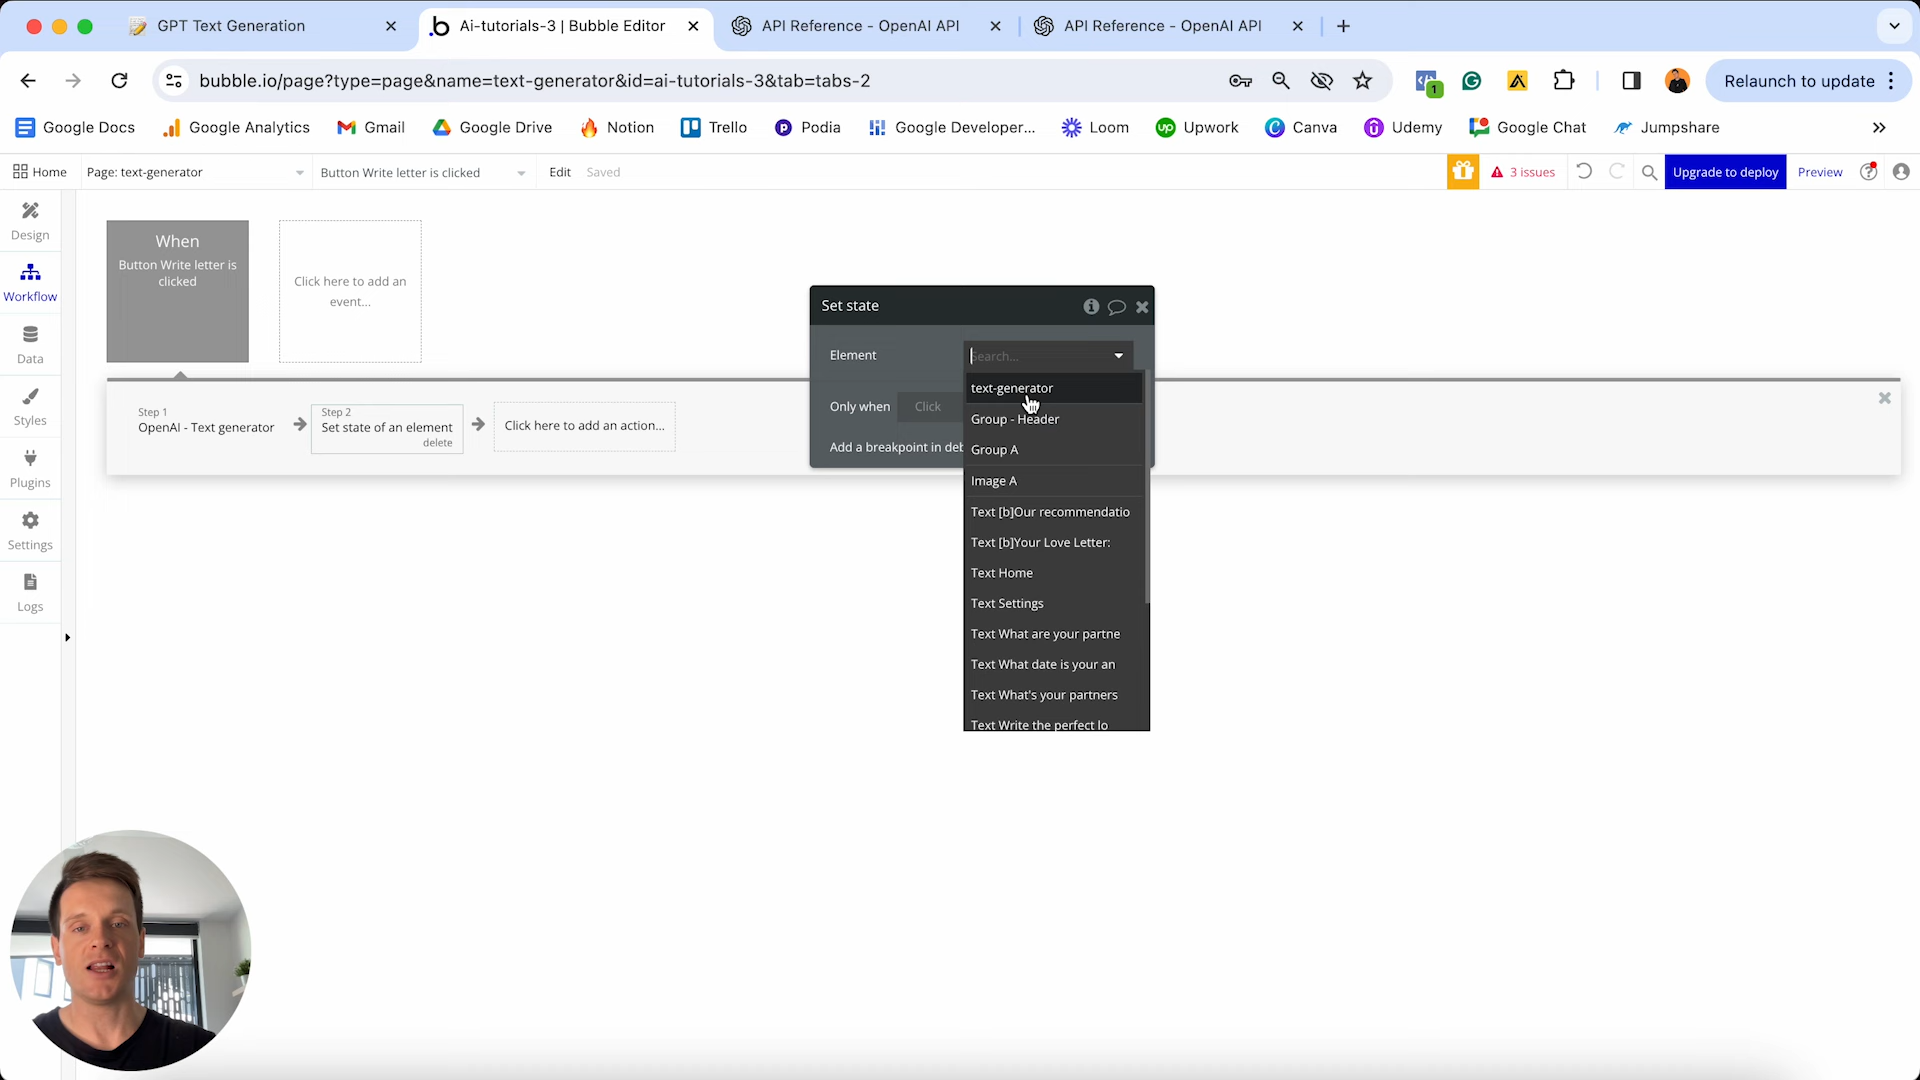 GPT Text Generation
Ai-tutorials-3 | Bubble Editor
API Reference - OpenAI API
API Reference - OpenAI API
bubble.io/page?type=page&name=text-generator&id=ai-tutorials-3&tab=tabs-2
1
Relaunch to update
Google Docs
Google Analytics
Gmail
Google Drive
Notion
Trello
Podia
Google Developer...
Loom
Upwork
Canva
Udemy
Google Chat
Jumpshare
Home
Page: text-generator
Button Write letter is clicked
Edit
Saved
3 issues
Upgrade to deploy
Preview
Design
Workflow
Data
Styles
Plugins
Settings
Logs
When
Button Write letter is
clicked
Click here to add an
event...
Step 1
OpenAI - Text generator
Step 2
Set state of an element
delete
Click here to add an action...
Set state
Element
Search...
Only when
Click
Add a breakpoint in deb
text-generator
Group - Header
Group A
Image A
Text [b]Our recommendatio
Text [b]Your Love Letter:
Text Home
Text Settings
Text What are your partne
Text What date is your an
Text What's your partners
Text Write the perfect lo